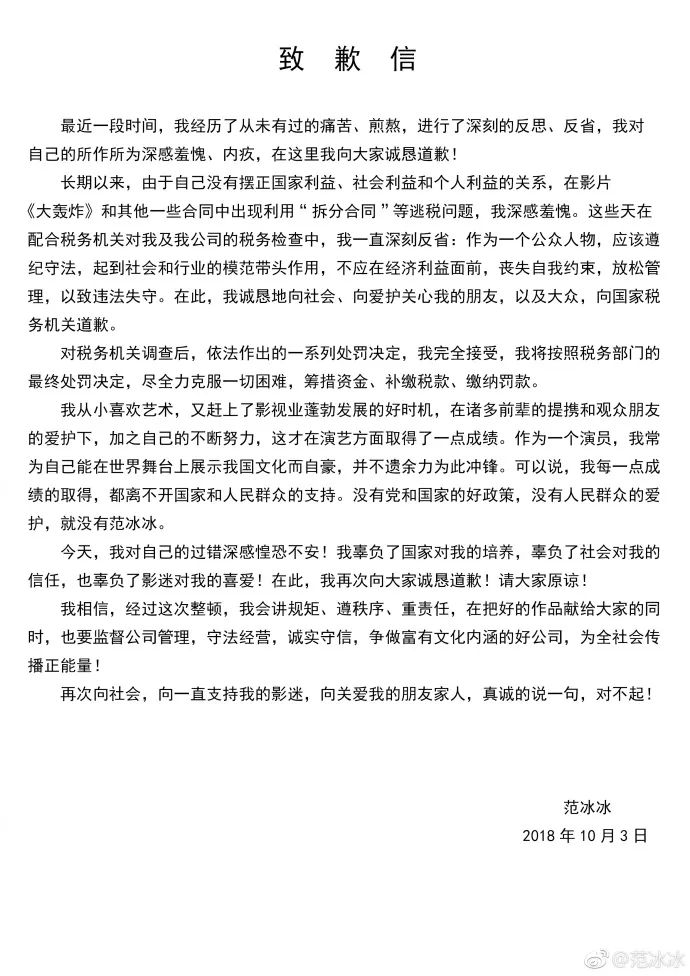 致 歉 信
最近一段时间，我经历了从未有过的痛苦、煎熬，进行了深刻的反思、反省，我对
自己的所作所为深感羞愧、内疚，在这里我向大家诚恳道歉！
长期以来，由于自己没有摆正国家利益、社会利益和个人利益的关系，在影片
《大轰炸》和其他一些合同中出现利用“拆分合同”等逃税问题，我深感羞愧。这些天在
配合税务机关对我及我公司的税务检查中，我一直深刻反省：作为一个公众人物，应该遵
纪守法，起到社会和行业的模范带头作用，不应在经济利益面前，丧失自我约束，放松管
理，以致违法失守。在此，我诚恳地向社会、向爱护关心我的朋友，以及大众，向国家税
务机关道歉。
对税务机关调查后，依法作出的一系列处罚决定，我完全接受，我将按照税务部门的
最终处罚决定，尽全力克服一切困难，筹措资金、补缴税款、缴纳罚款。
我从小喜欢艺术，又赶上了影视业蓬勃发展的好时机，在诸多前辈的提携和观众朋友
的爱护下，加之自己的不断努力，这才在演艺方面取得了一点成绩。作为一个演员，我常
为自己能在世界舞台上展示我国文化而自豪，并不遗余力为此冲锋。可以说，我每一点成
绩的取得，都离不开国家和人民群众的支持。没有党和国家的好政策，没有人民群众的爱
护，就没有范冰冰。
今天，我对自己的过错深感惶恐不安！我辜负了国家对我的培养，辜负了社会对我的
信任，也辜负了影迷对我的喜爱！在此，我再次向大家诚恳道歉！请大家原谅！
我相信，经过这次整顿，我会讲规矩、遵秩序、重责任，在把好的作品献给大家的同
时，也要监督公司管理，守法经营，诚实守信，争做富有文化内涵的好公司，为全社会传
播正能量！
再次向社会，向一直支持我的影迷，向关爱我的朋友家人，真诚的说一句，对不起！
范冰冰
2018 年 10 月 3 日
@范冰冰